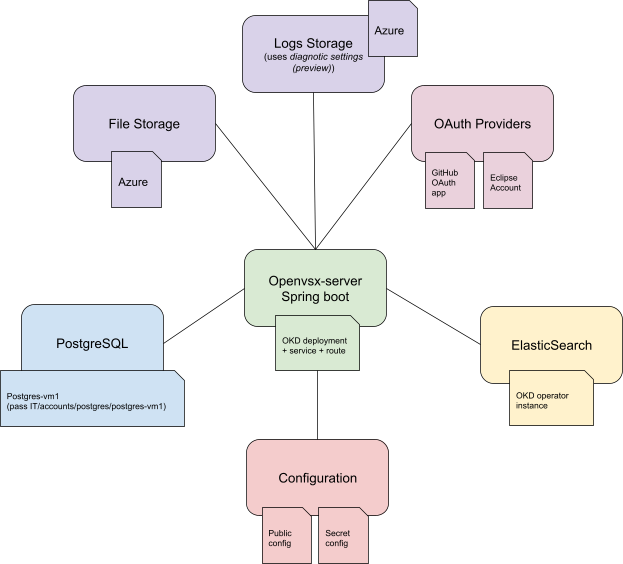 Logs Storage
(uses diagnotic settings
(preview))
Azure
File Storage
Azure
OAuth Providers
GitHub
OAuth
app
Eclipse
Account
Openvsx-server
Spring boot
OKD deployment
+ service + route
PostgreSQL
Postgres-vm1
(pass IT/accounts/postgres/postgres-vm1)
ElasticSearch
OKD operator
instance
Configuration
Public
config
Secret
config